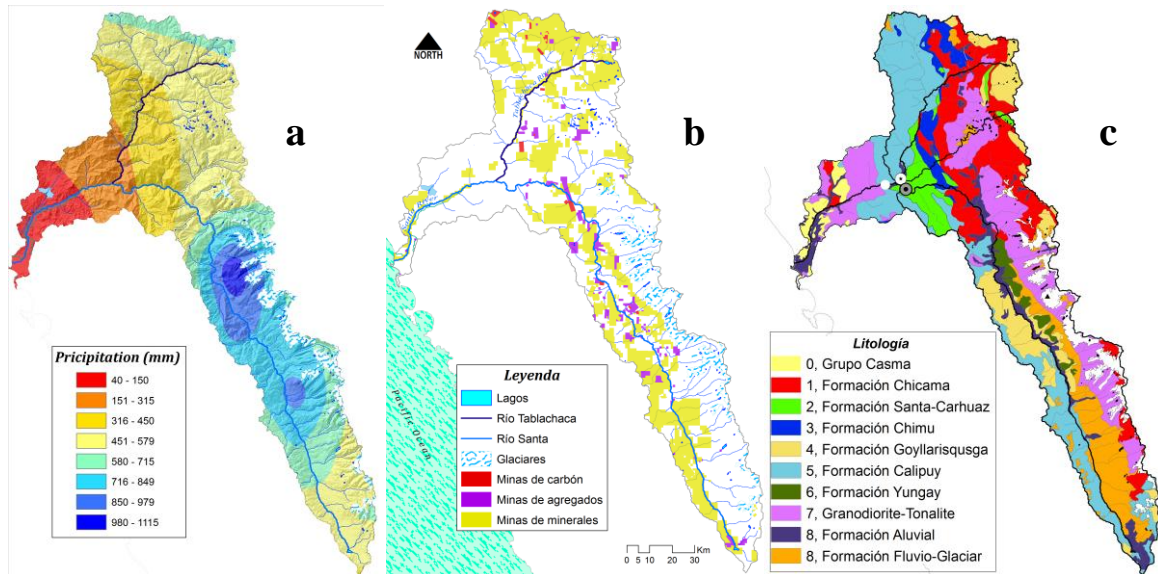 a
Pricipitation (mm)
40 - 150
151 - 315
316 - 450
451 - 579
580 - 715
716 - 849
850 - 979
980 - 1115
NORTH
b
Pacific Ocean
Leyenda
Lagos
Río Tablachaca
Río Santa
Glaciares
Minas de carbón
Minas de agregados
Minas de minerales
0 5 10 20 30 Km
c
Litología
0, Grupo Casma
1, Formación Chicama
2, Formación Santa-Carhuaz
3, Formación Chimu
4, Formación Goyllarisqusga
5, Formación Calipuy
6, Formación Yungay
7, Granodiorite-Tonalite
8, Formación Aluvial
8, Formación Fluvio-Glaciar